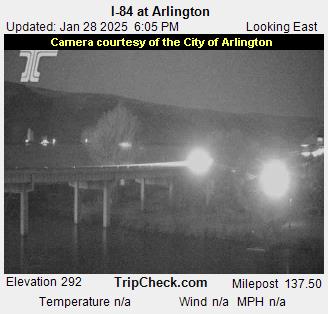 I-84 at Arlington
Updated: Jan 28 2025 6:05 PM Looking East
Camera courtesy of the City of Arlington
Elevation 292 TripCheck.com Milepost 137.50
Temperature n/a Wind n/a MPH n/a